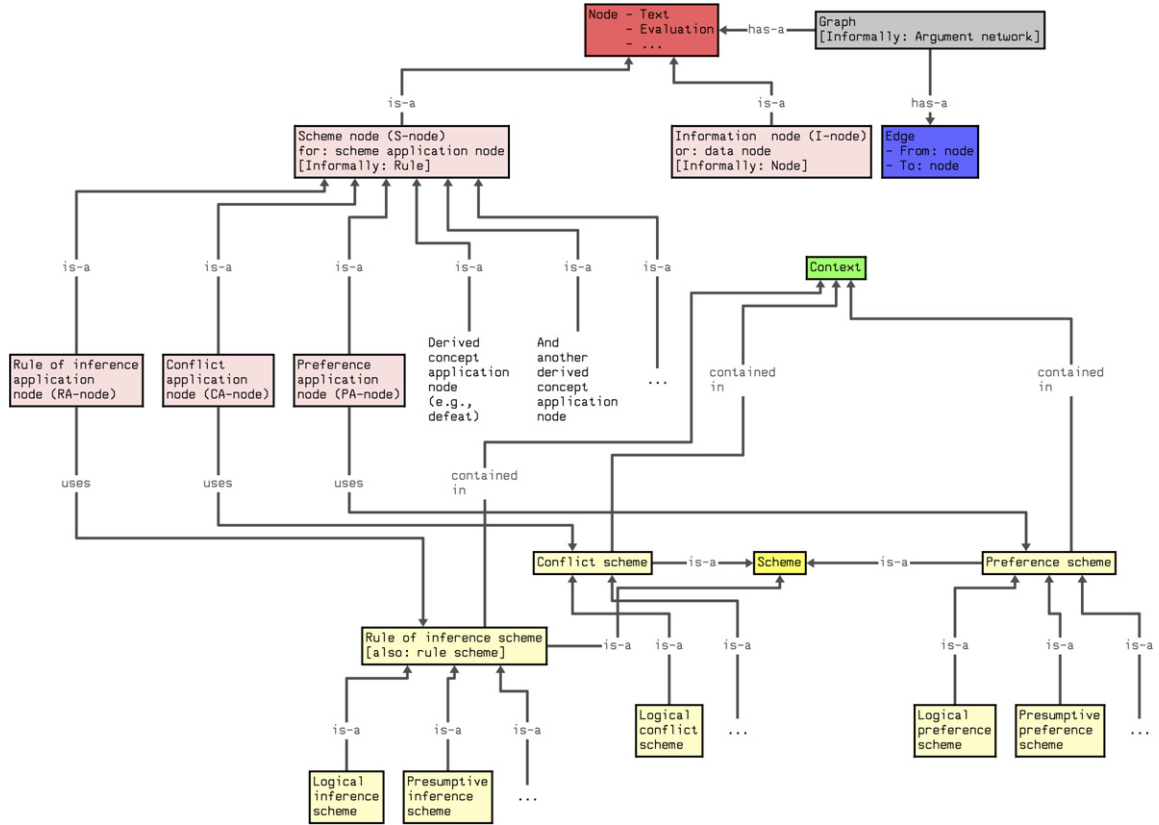 Node - Text
- Evaluation
- ...
has-a
Graph
[Informally: Argument network]
is-a
is-a
has-a
Scheme node (S-node)
for: scheme application node
[Informally: Rule]
Information node (I-node)
or: data node
[Informally: Node]
Edge
- From: node
- To: node
is-a
is-a
is-a
is-a
is-a
is-a
Context
Rule of inference
application
node (RA-node)
Conflict
application
node (CA-node)
Preference
application
node (PA-node)
Derived
concept
application
node
(e.g.,
defeat)
And
another
derived
concept
application
node
...
contained
in
contained
in
uses
uses
uses
contained
in
Conflict scheme
is-a
Scheme
is-a
Preference scheme
Rule of inference scheme
[also: rule scheme]
is-a
is-a
is-a
is-a
is-a
is-a
Logical
conflict
scheme
...
Logical
preference
scheme
Presumptive
preference
scheme
...
is-a
is-a
is-a
Logical
inference
scheme
Presumptive
inference
scheme
...